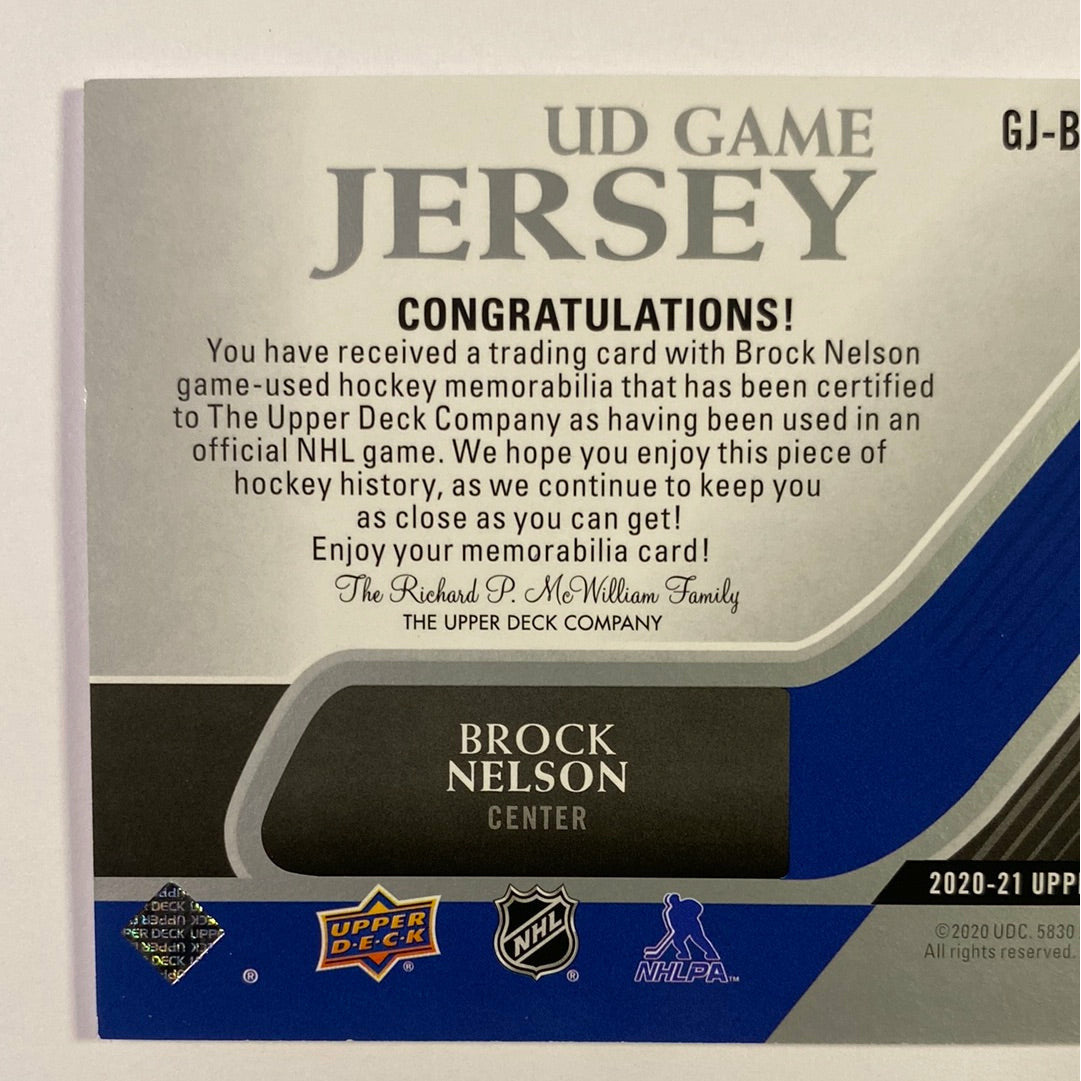 UD GAME
JERSEY
GJ-B
CONGRATULATIONS!
You have received a trading card with Brock Nelson
game-used hockey memorabilia that has been certified
to The Upper Deck Company as having been used in an
official NHL game. We hope you enjoy this piece of
hockey history, as we continue to keep you
as close as you can get!
Enjoy your memorabilia card!
The Richard P. McWilliam Family
THE UPPER DECK COMPANY
BROCK
NELSON
CENTER
2020-21 UPP
UPPER
D·E·C·K
®
NHL
®
NHLPA™
®
©2020 UDC. 5830
All rights reserved.